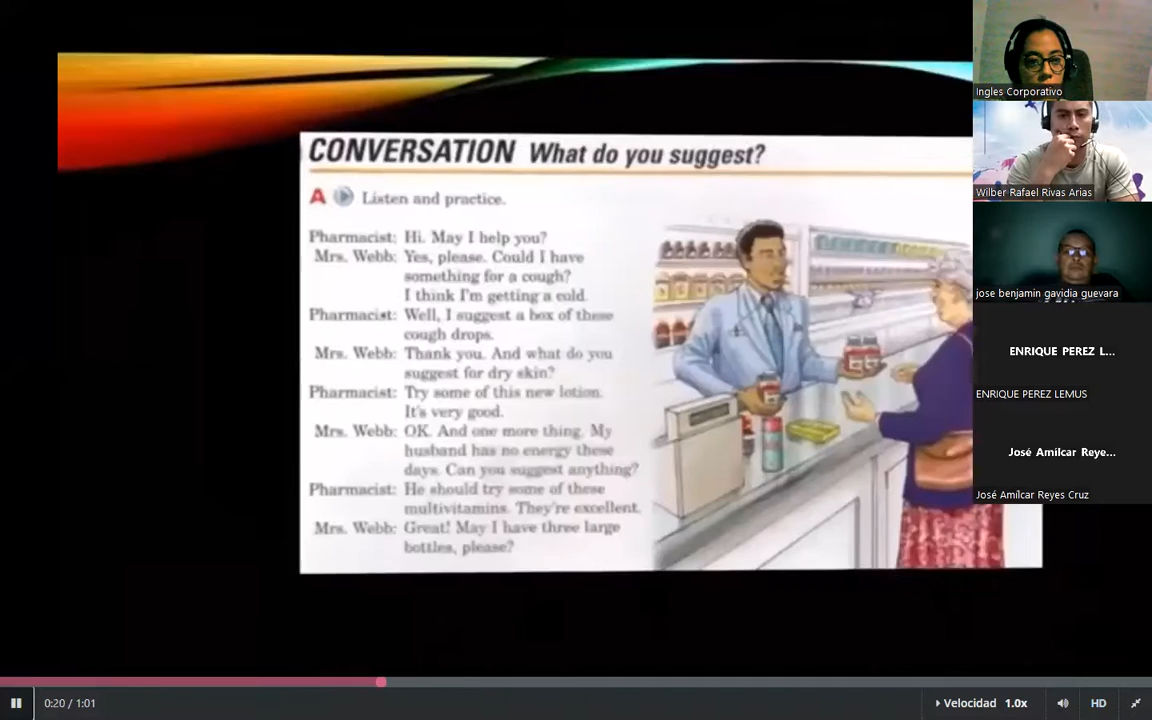 CONVERSATION What do you suggest?
A Listen and practice.
Pharmacist: Hi. May I help you?
Mrs. Webb: Yes, please. Could I have
something for a cough?
I think I'm getting a cold.
Pharmacist: Well, I suggest a box of these
cough drops.
Mrs. Webb: Thank you. And what do you
suggest for dry skin?
Pharmacist: Try some of this new lotion.
It's very good.
Mrs. Webb: OK. And one more thing. My
husband has no energy these
days. Can you suggest anything?
Pharmacist: He should try some of these
multivitamins. They're excellent.
Mrs. Webb: Great! May I have three large
bottles, please?
Ingles Corporativo
Wilber Rafael Rivas Arias
jose benjamin gavidia guevara
ENRIQUE PEREZ L...
ENRIQUE PEREZ LEMUS
José Amilcar Reye...
José Amílcar Reyes Cruz
0:20 / 1:01
Velocidad 1.0x
HD